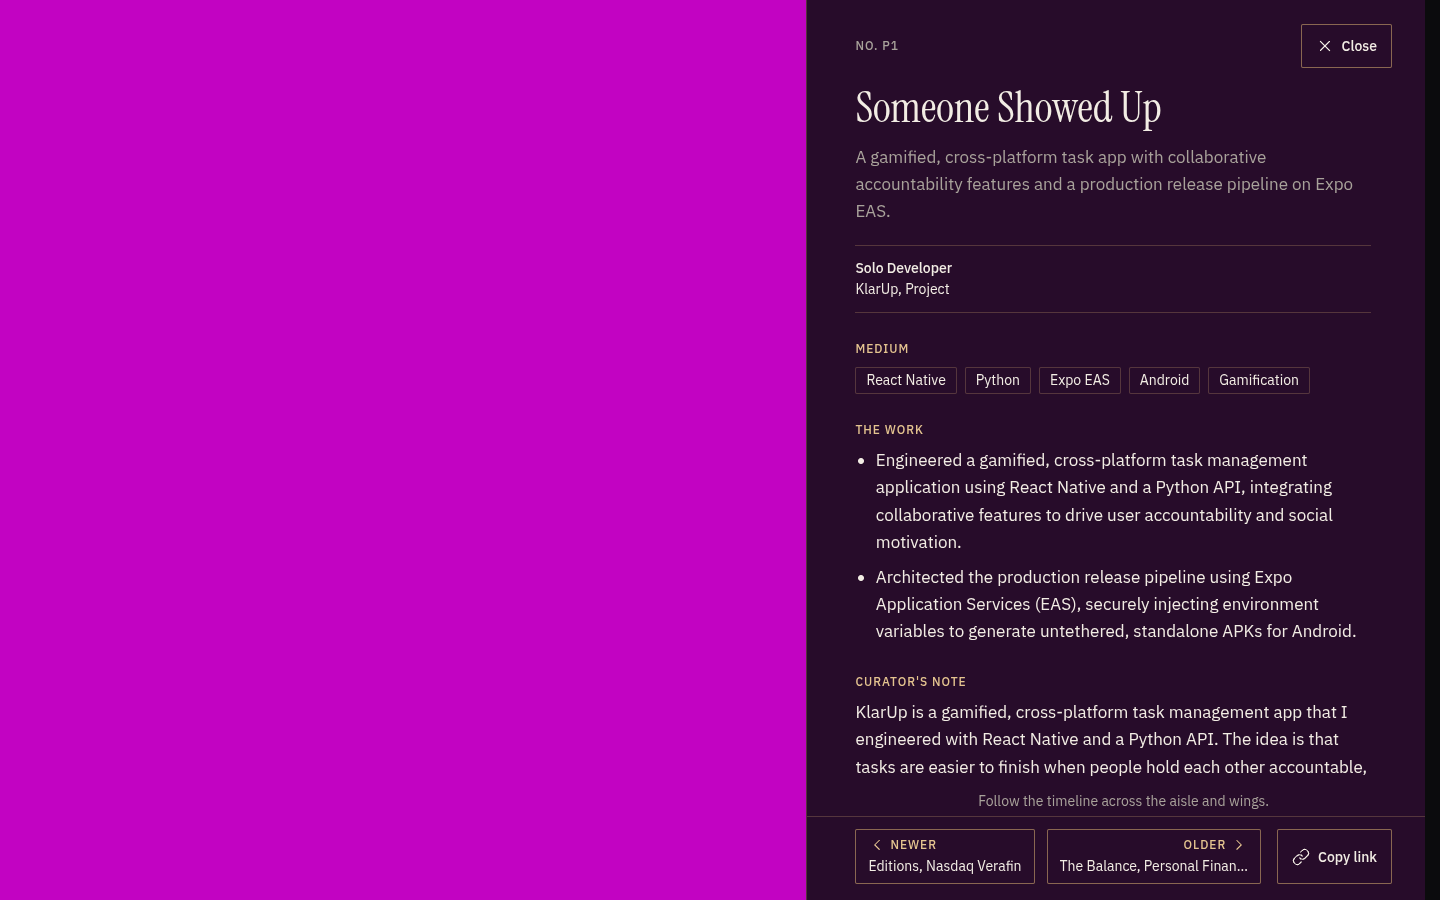 NO. P1
Close
Someone Showed Up
A gamified, cross-platform task app with collaborative
accountability features and a production release pipeline on Expo
EAS.
Solo Developer
KlarUp, Project
MEDIUM
React Native
Python
Expo EAS
Android
Gamification
THE WORK
• Engineered a gamified, cross-platform task management
application using React Native and a Python API, integrating
collaborative features to drive user accountability and social
motivation.
• Architected the production release pipeline using Expo
Application Services (EAS), securely injecting environment
variables to generate untethered, standalone APKs for Android.
CURATOR'S NOTE
KlarUp is a gamified, cross-platform task management app that I
engineered with React Native and a Python API. The idea is that
tasks are easier to finish when people hold each other accountable,
Follow the timeline across the aisle and wings.
NEWER
Editions, Nasdaq Verafin
OLDER
The Balance, Personal Finan...
Copy link